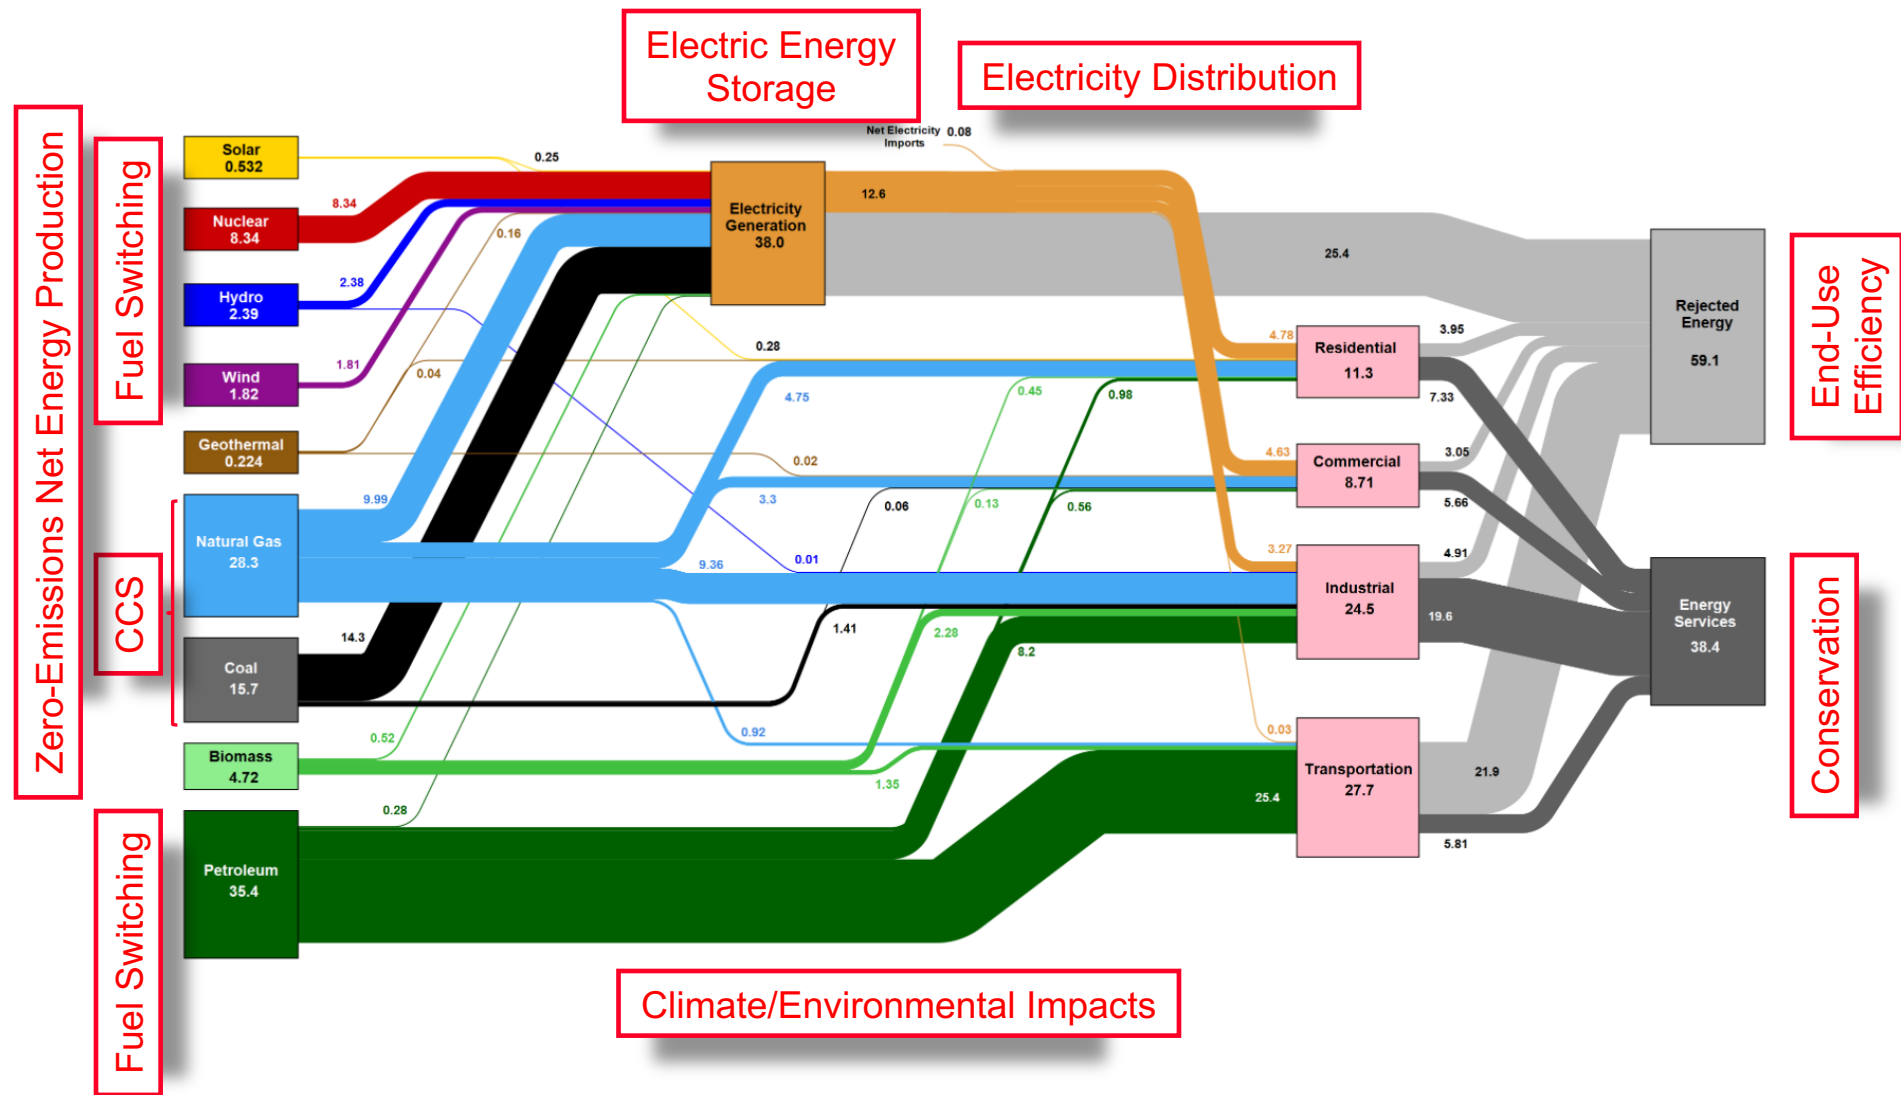 Electric Energy
Storage
Electricity Distribution
Zero-Emissions Net Energy Production
Fuel Switching
CCS
Fuel Switching
Solar
0.532
Nuclear
8.34
Hydro
2.39
Wind
1.82
Geothermal
0.224
Natural Gas
28.3
Coal
15.7
Biomass
4.72
Petroleum
35.4
0.25
8.34
2.38
1.81
0.16
0.04
9.99
14.3
0.52
0.28
Net Electricity
Imports
0.08
Electricity
Generation
38.0
12.6
25.4
0.28
4.75
0.45
0.98
0.02
3.3
0.06
0.13
0.56
0.01
9.36
1.41
2.28
8.2
0.92
1.35
25.4
4.78
4.63
3.27
0.03
Residential
11.3
Commercial
8.71
Industrial
24.5
Transportation
27.7
3.95
7.33
3.05
5.66
4.91
19.6
21.9
5.81
Rejected
Energy
59.1
Energy
Services
38.4
End-Use
Efficiency
Conservation
Climate/Environmental Impacts